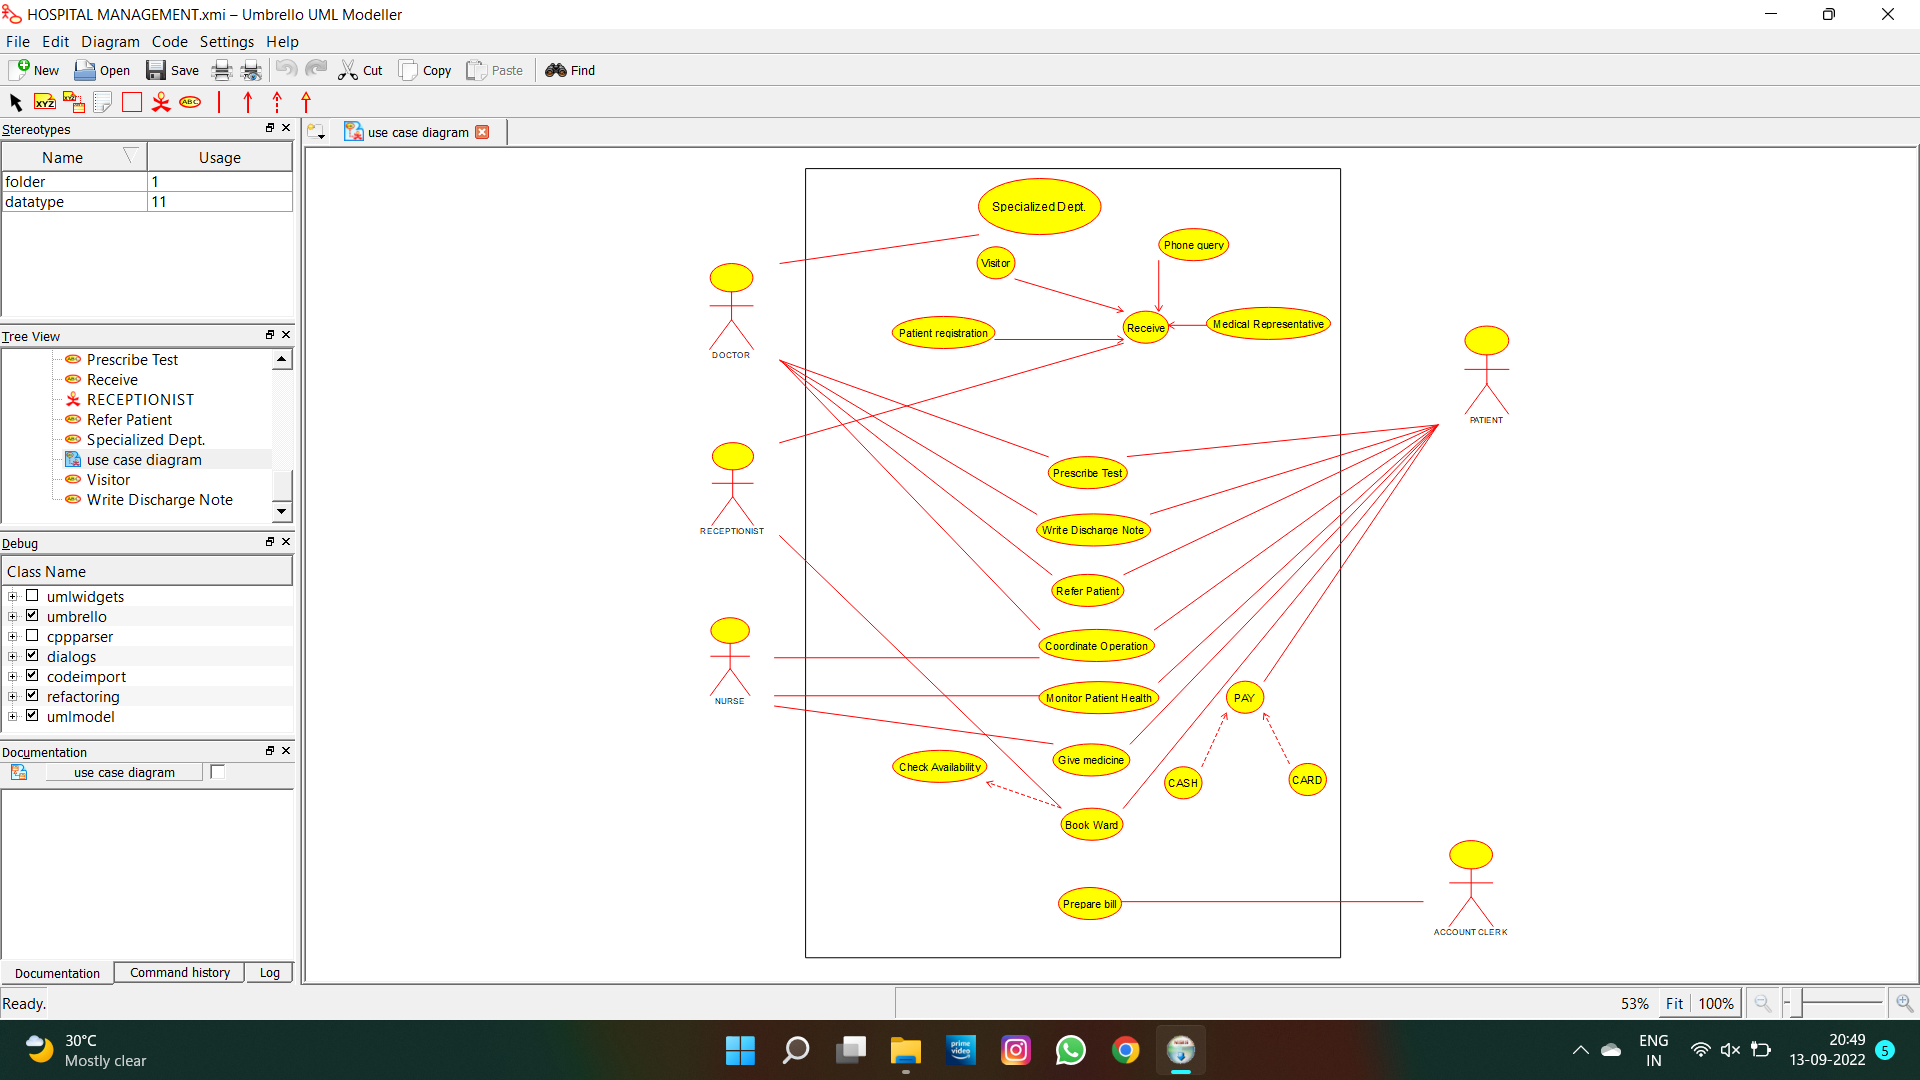 HOSPITAL MANAGEMENT.xmi – Umbrello UML Modeller
File Edit Diagram Code Settings Help
New Open Save Cut Copy Paste Find
XYZ XYZ ABC
Stereotypes
use case diagram
Name Usage
folder 1
datatype 11
Tree View
Prescribe Test
Receive
RECEPTIONIST
Refer Patient
Specialized Dept.
use case diagram
Visitor
Write Discharge Note
Debug
Class Name
umlwidgets
umbrello
cppparser
dialogs
codeimport
refactoring
umlmodel
Documentation
use case diagram
Documentation Command history Log
Specialized Dept.
Phone query
Visitor
Patient registration
Receive
Medical Representative
DOCTOR
PATIENT
Prescribe Test
RECEPTIONIST
Write Discharge Note
Refer Patient
Coordinate Operation
NURSE
Monitor Patient Health
PAY
Check Availability
Give medicine
CASH
CARD
Book Ward
Prepare bill
ACCOUNT CLERK
Ready.
53% Fit 100%
30°C
Mostly clear
prime
video
ENG
IN
20:49
13-09-2022
5